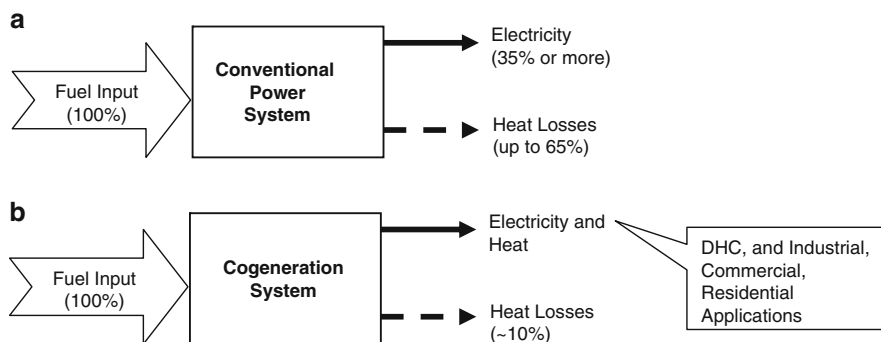 a
Fuel Input
(100%)
Conventional
Power
System
Electricity
(35% or more)
Heat Losses
(up to 65%)
b
Fuel Input
(100%)
Cogeneration
System
Electricity and
Heat
Heat Losses
(~10%)
DHC, and Industrial,
Commercial,
Residential
Applications